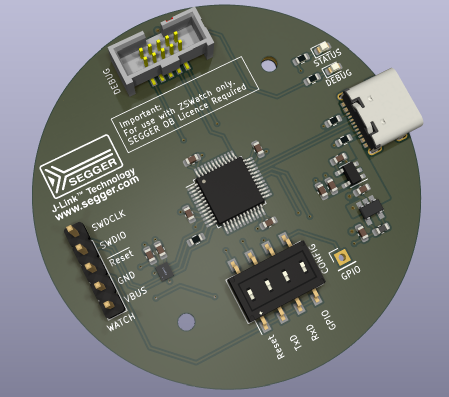 STATUS
DEBUG
DEBUG
Important:
For use with ZSWatch only.
SEGGER OB Licence Required
SEGGER
J-Link™ Technology
www.segger.com
SWDCLK
SWDIO
Reset
GND
VBUS
WATCH
CONFIG
GPIO
Reset
TxD
RxD
GPIO